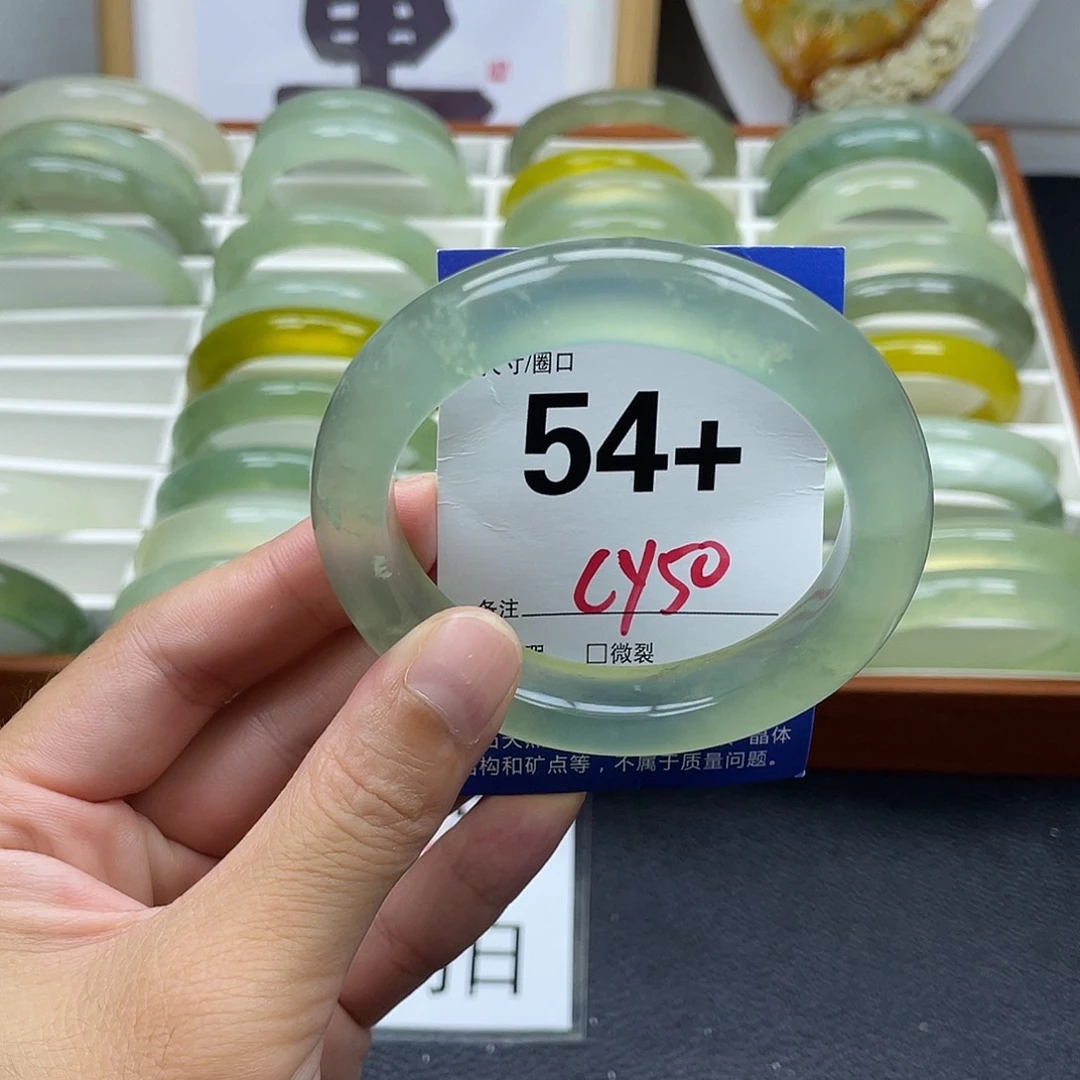 尺寸/圈口
54+
CY50
备注
□微裂
晶体
结构和矿点等，不属于质量问题。
日